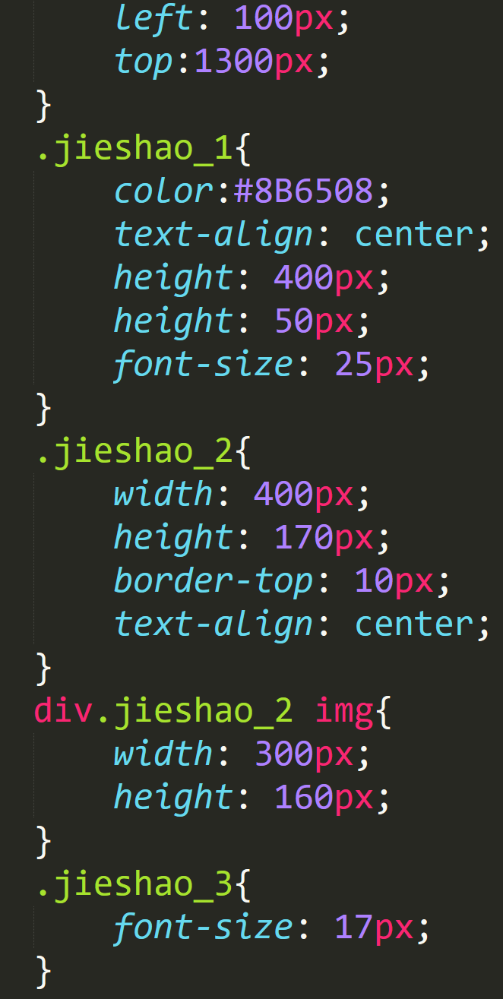 left: 100px;
top:1300px;
}
.jieshao_1{
color:#8B6508;
text-align: center;
height: 400px;
height: 50px;
font-size: 25px;
}
.jieshao_2{
width: 400px;
height: 170px;
border-top: 10px;
text-align: center;
}
div.jieshao_2 img{
width: 300px;
height: 160px;
}
.jieshao_3{
font-size: 17px;
}